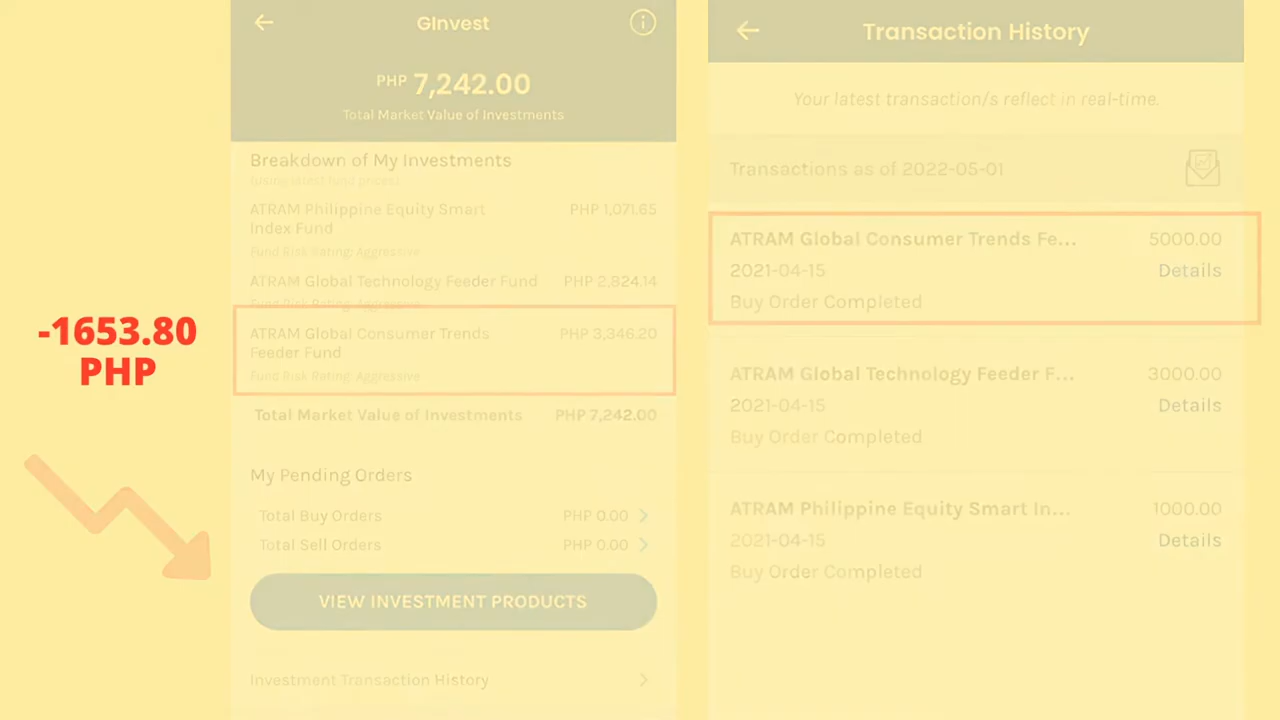 -1653.80
PHP
GInvest
PHP 7,242.00
Total Market Value of Investments
Breakdown of My Investments
(using latest fund prices)
ATRAM Philippine Equity Smart PHP 1,071.65
Index Fund
Fund Risk Rating: Aggressive
ATRAM Global Technology Feeder Fund PHP 2,824.14
Fund Risk Rating: Aggressive
ATRAM Global Consumer Trends PHP 3,346.20
Feeder Fund
Fund Risk Rating: Aggressive
Total Market Value of Investments PHP 7,242.00
My Pending Orders
Total Buy Orders PHP 0.00
Total Sell Orders PHP 0.00
VIEW INVESTMENT PRODUCTS
Investment Transaction History
Transaction History
Your latest transaction/s reflect in real-time.
Transactions as of 2022-05-01
ATRAM Global Consumer Trends Fe... 5000.00
2021-04-15 Details
Buy Order Completed
ATRAM Global Technology Feeder F... 3000.00
2021-04-15 Details
Buy Order Completed
ATRAM Philippine Equity Smart In... 1000.00
2021-04-15 Details
Buy Order Completed